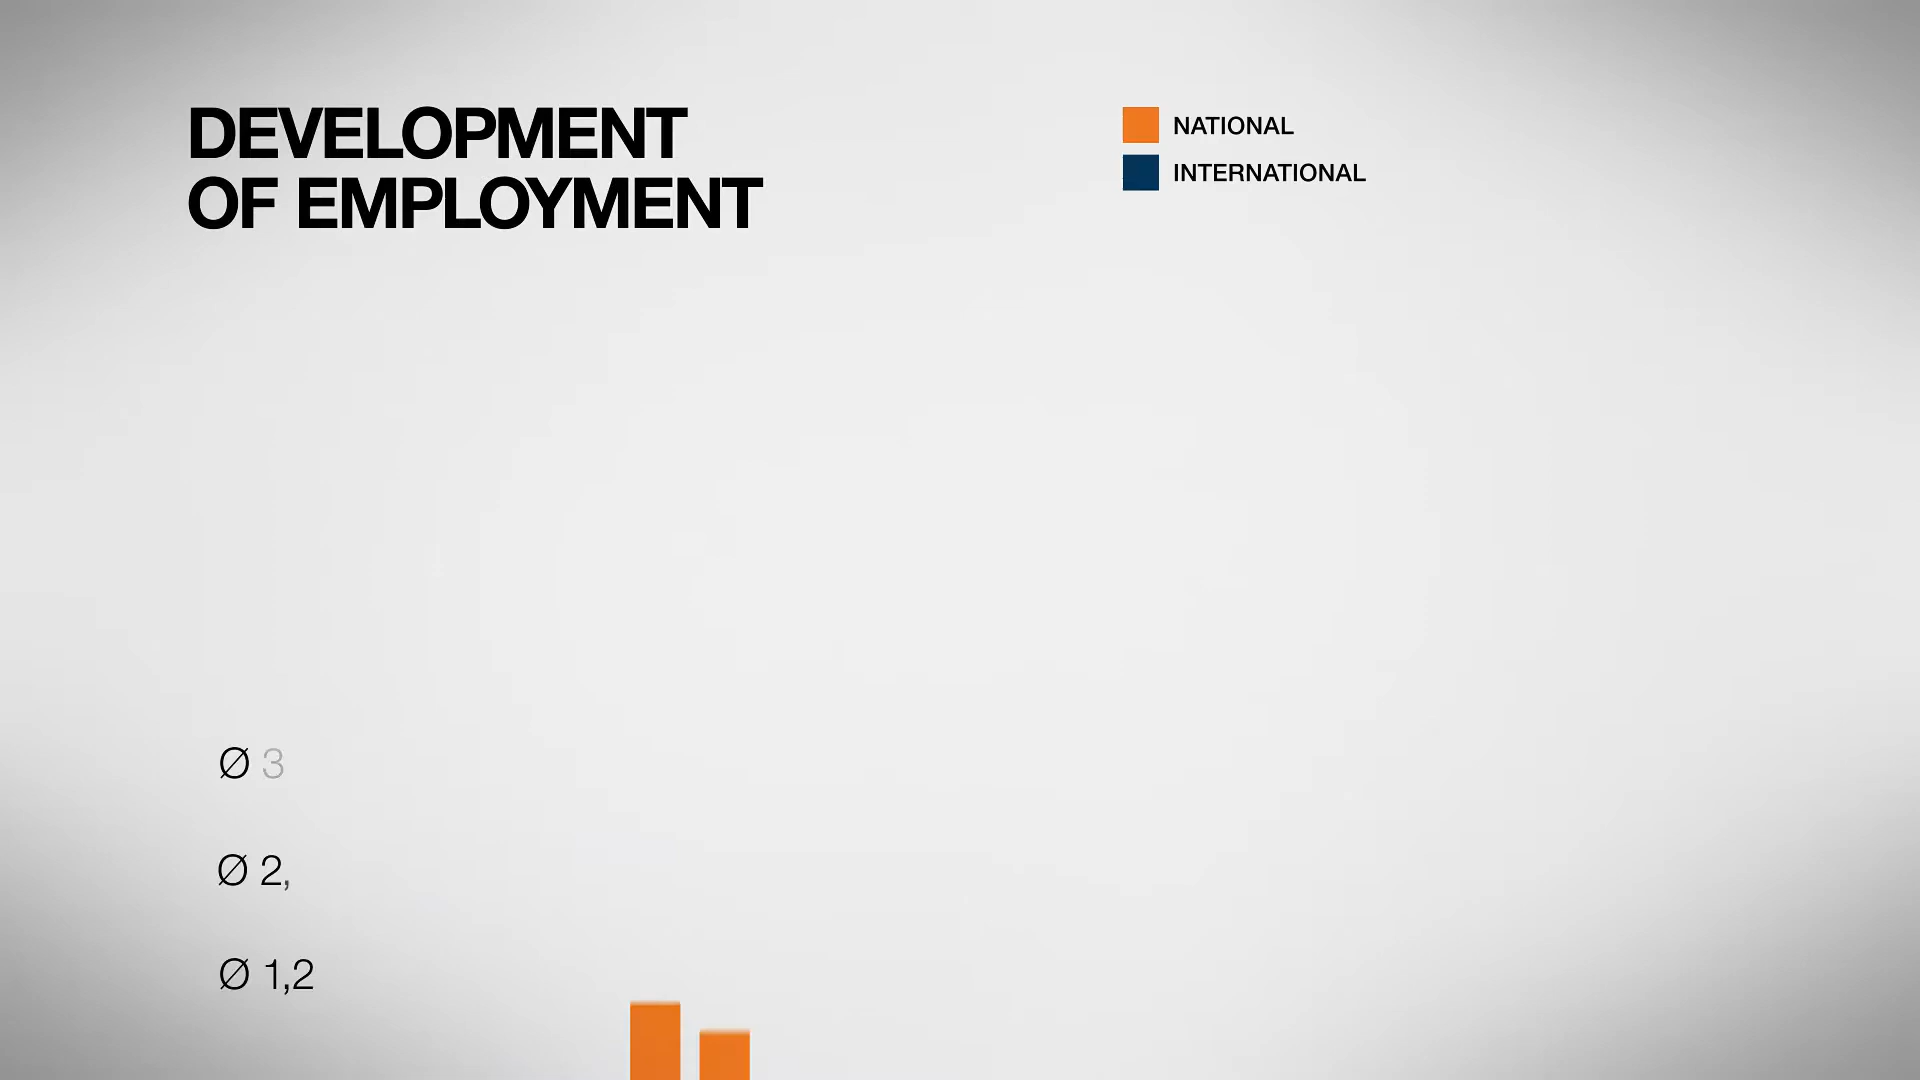 DEVELOPMENT
OF EMPLOYMENT
NATIONAL
INTERNATIONAL
Ø 3
Ø 2,
Ø 1,2